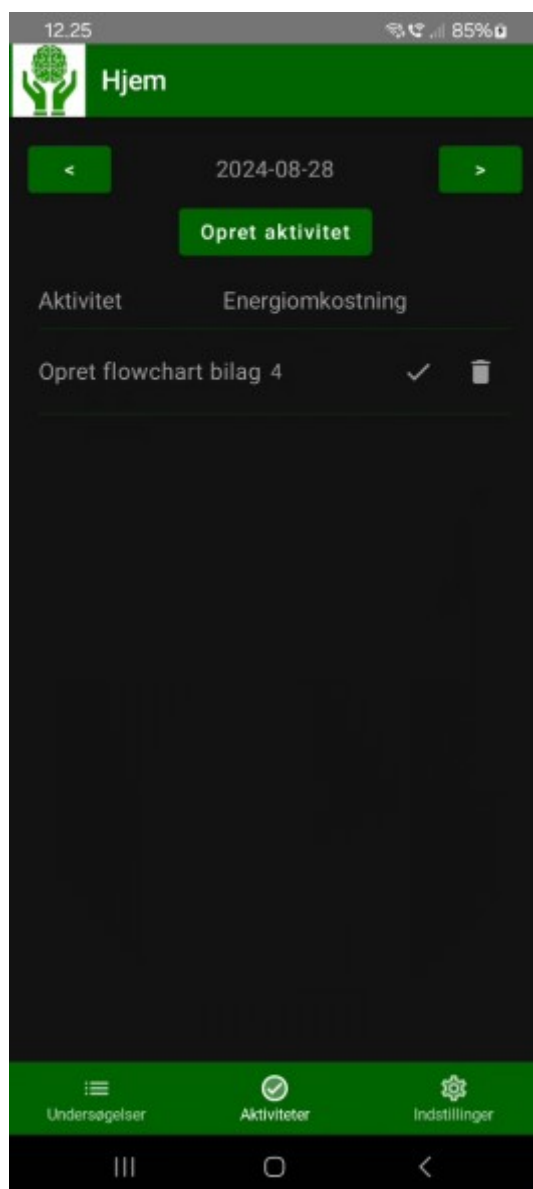 12.25 85%
Hjem
< 2024-08-28 >
Opret aktivitet
Aktivitet Energiomkostning
Opret flowchart bilag 4
Undersøgelser Aktiviteter Indstillinger